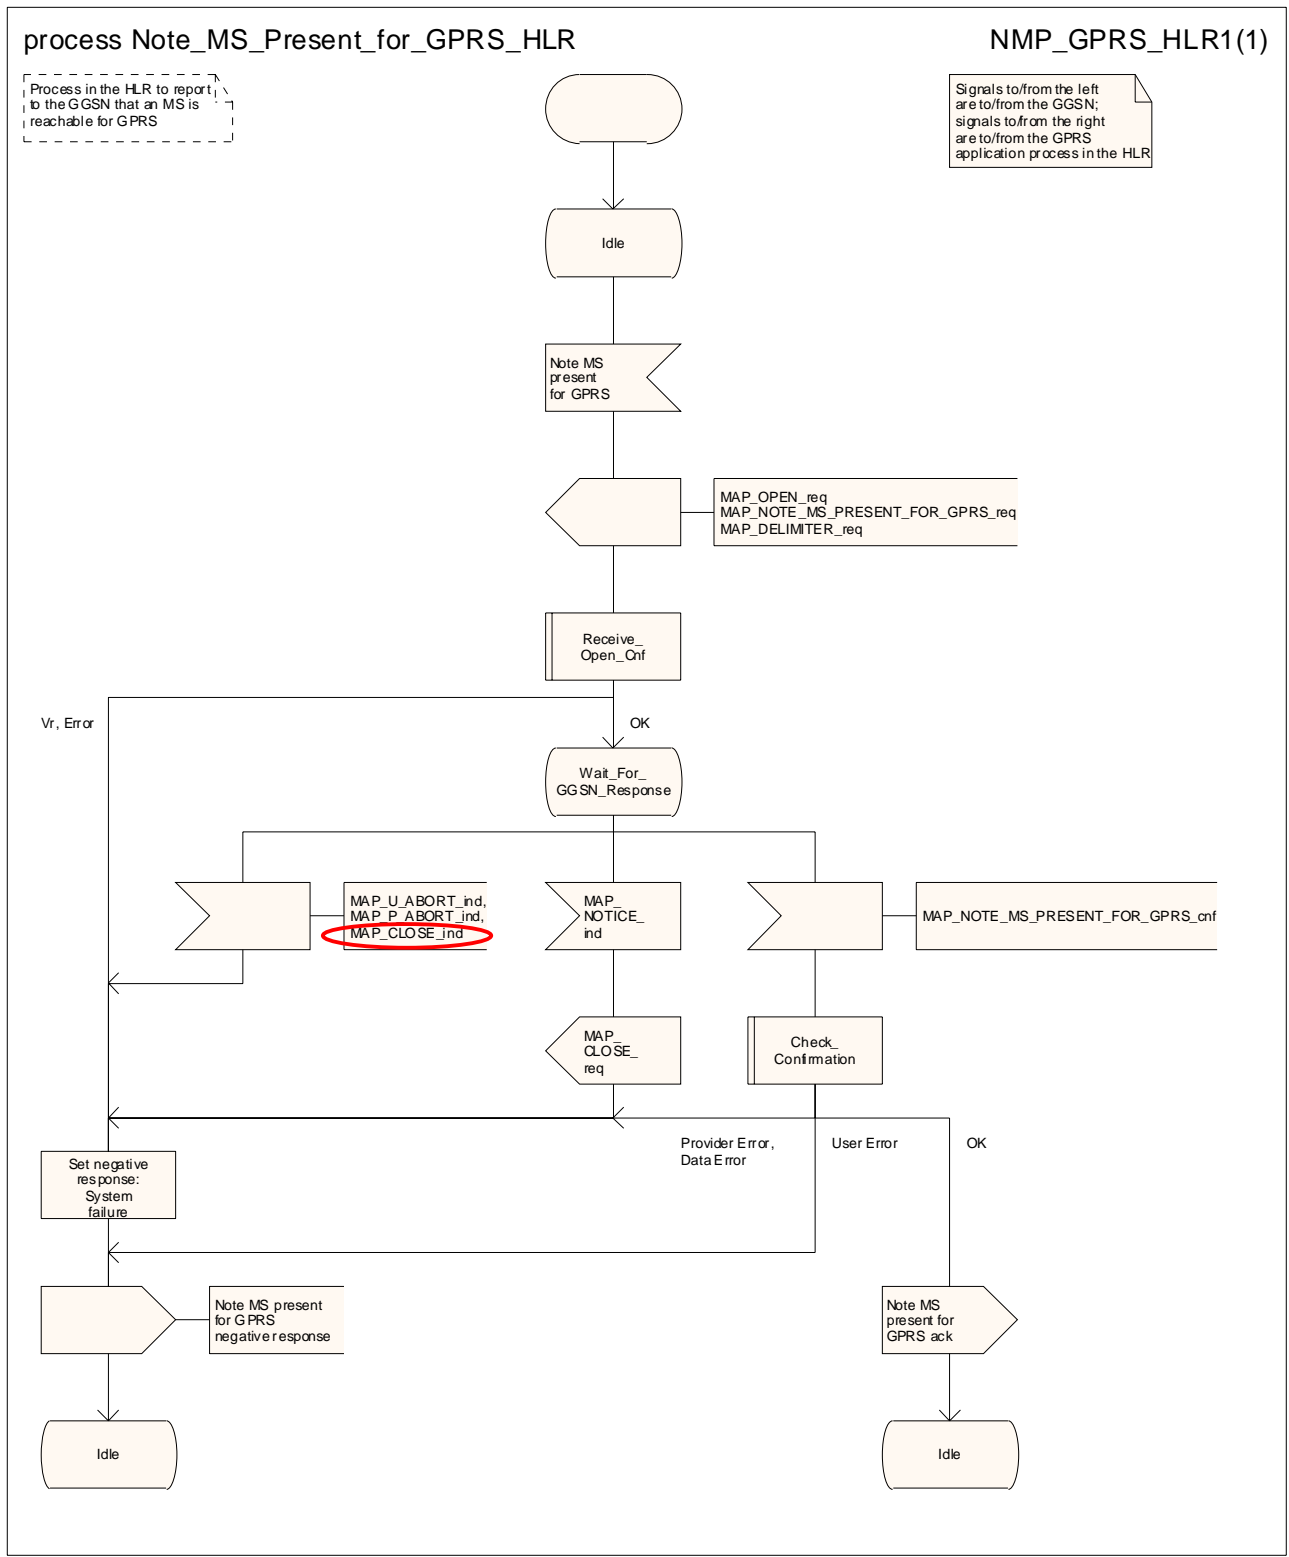 process Note_MS_Present_for_GPRS_HLR
NMP_GPRS_HLR1(1)
Process in the HLR to report
to the GGSN that an MS is
reachable for GPRS
Signals to/from the left
are to/from the GGSN;
signals to/from the right
are to/from the GPRS
application process in the HLR
Idle
Note MS
present
for GPRS
MAP_OPEN_req
MAP_NOTE_MS_PRESENT_FOR_GPRS_req
MAP_DELIMITER_req
Receive_
Open_Cnf
Vr, Error
OK
Wait_For_
GGSN_Response
MAP_U_ABORT_ind,
MAP_P_ABORT_ind,
MAP_CLOSE_ind
MAP_
NOTICE_
ind
MAP_NOTE_MS_PRESENT_FOR_GPRS_cnf
MAP_
CLOSE_
req
Check_
Confirmation
Provider Error,
Data Error
User Error
OK
Set negative
response:
System
failure
Note MS present
for GPRS
negative response
Note MS
present for
GPRS ack
Idle
Idle